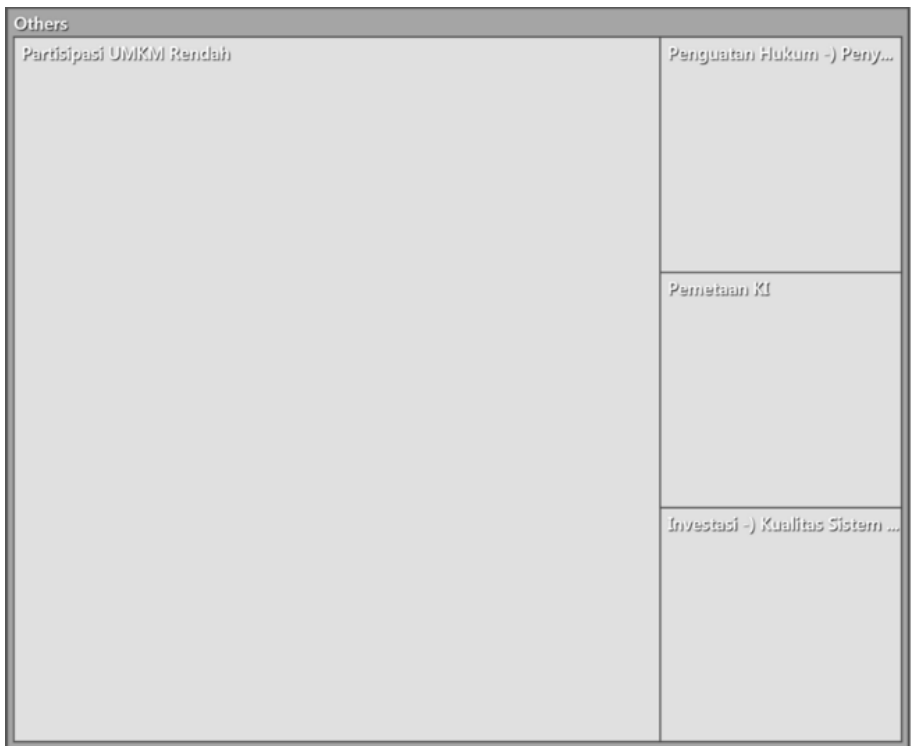 Others
Partisipasi UMKM Rendah
Penguatan Hukum -) Peny...
Pemetaan KI
Investasi -) Kualitas Sistem ...